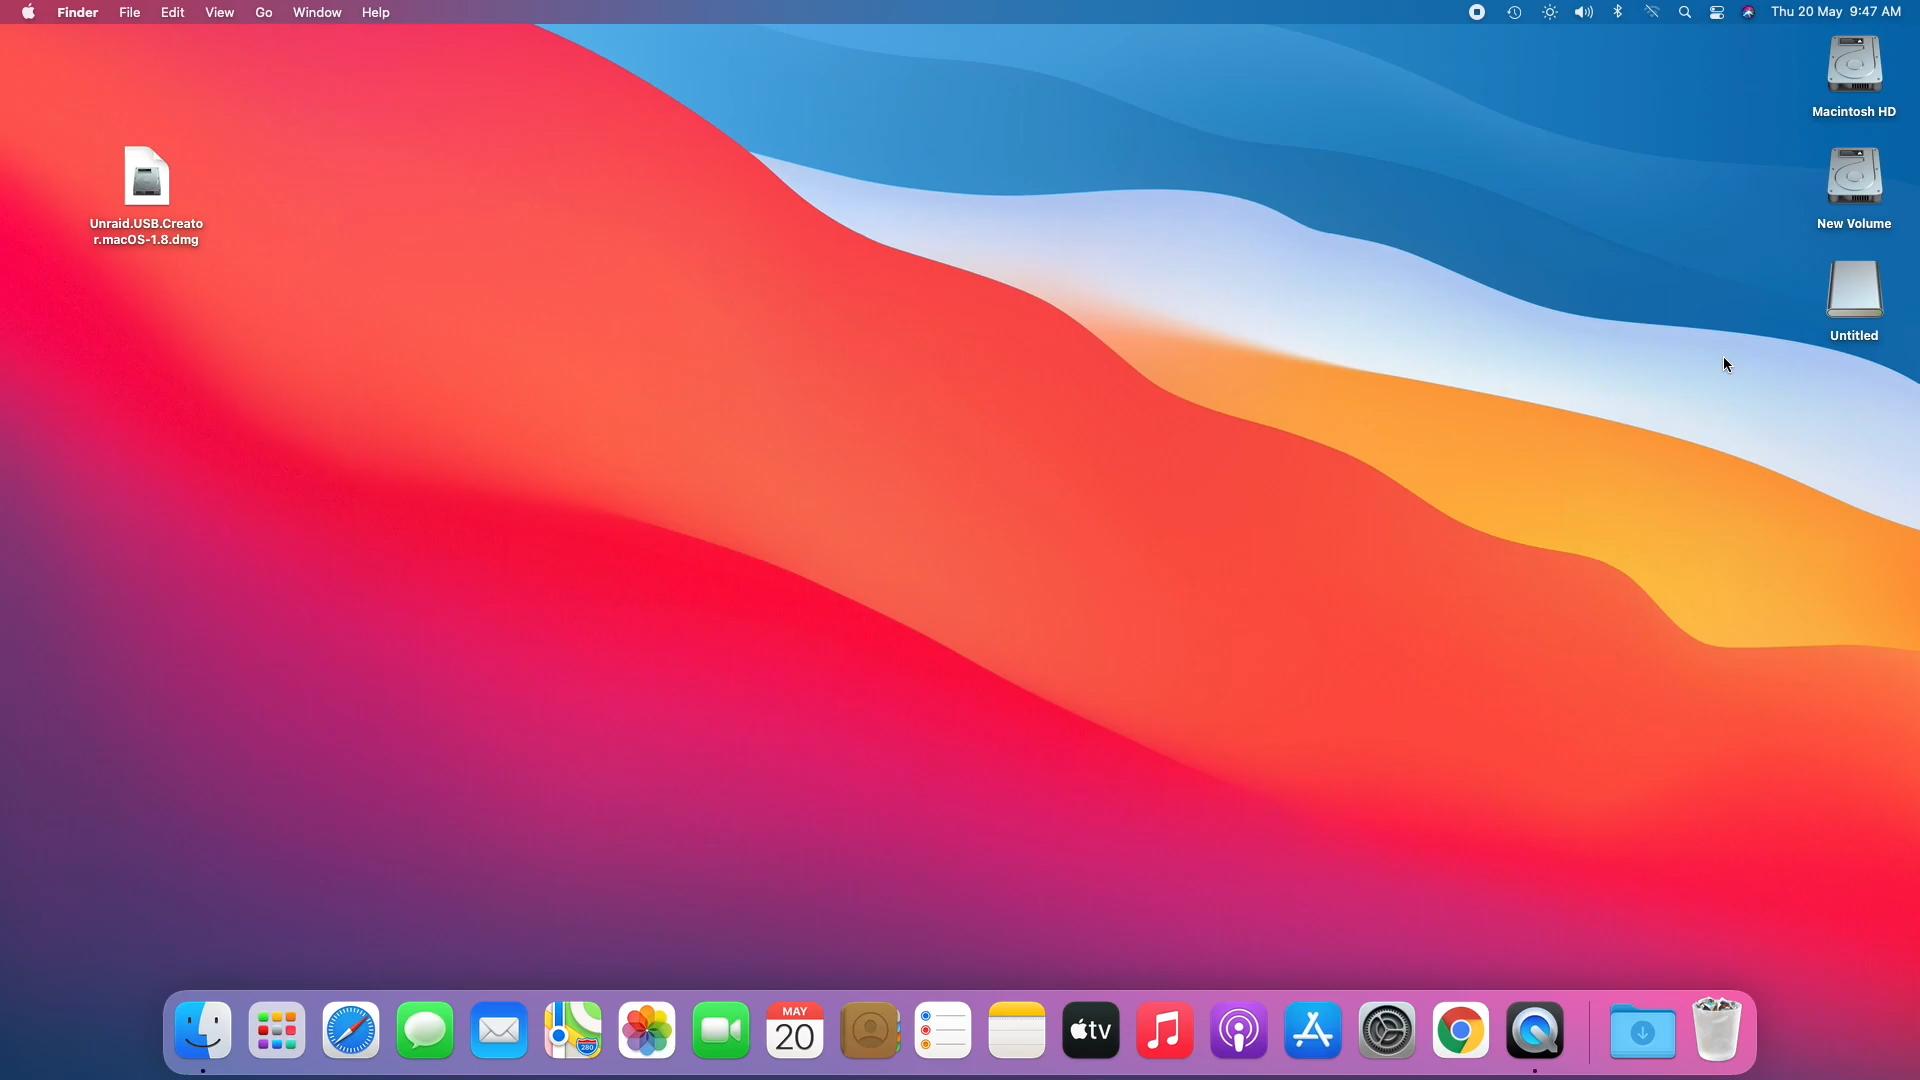 Finder File Edit View Go Window Help
Thu 20 May 9:47 AM
Macintosh HD
Unraid.USB.Creato
r.macOS-1.8.dmg
New Volume
Untitled
MAY
20
280
tv